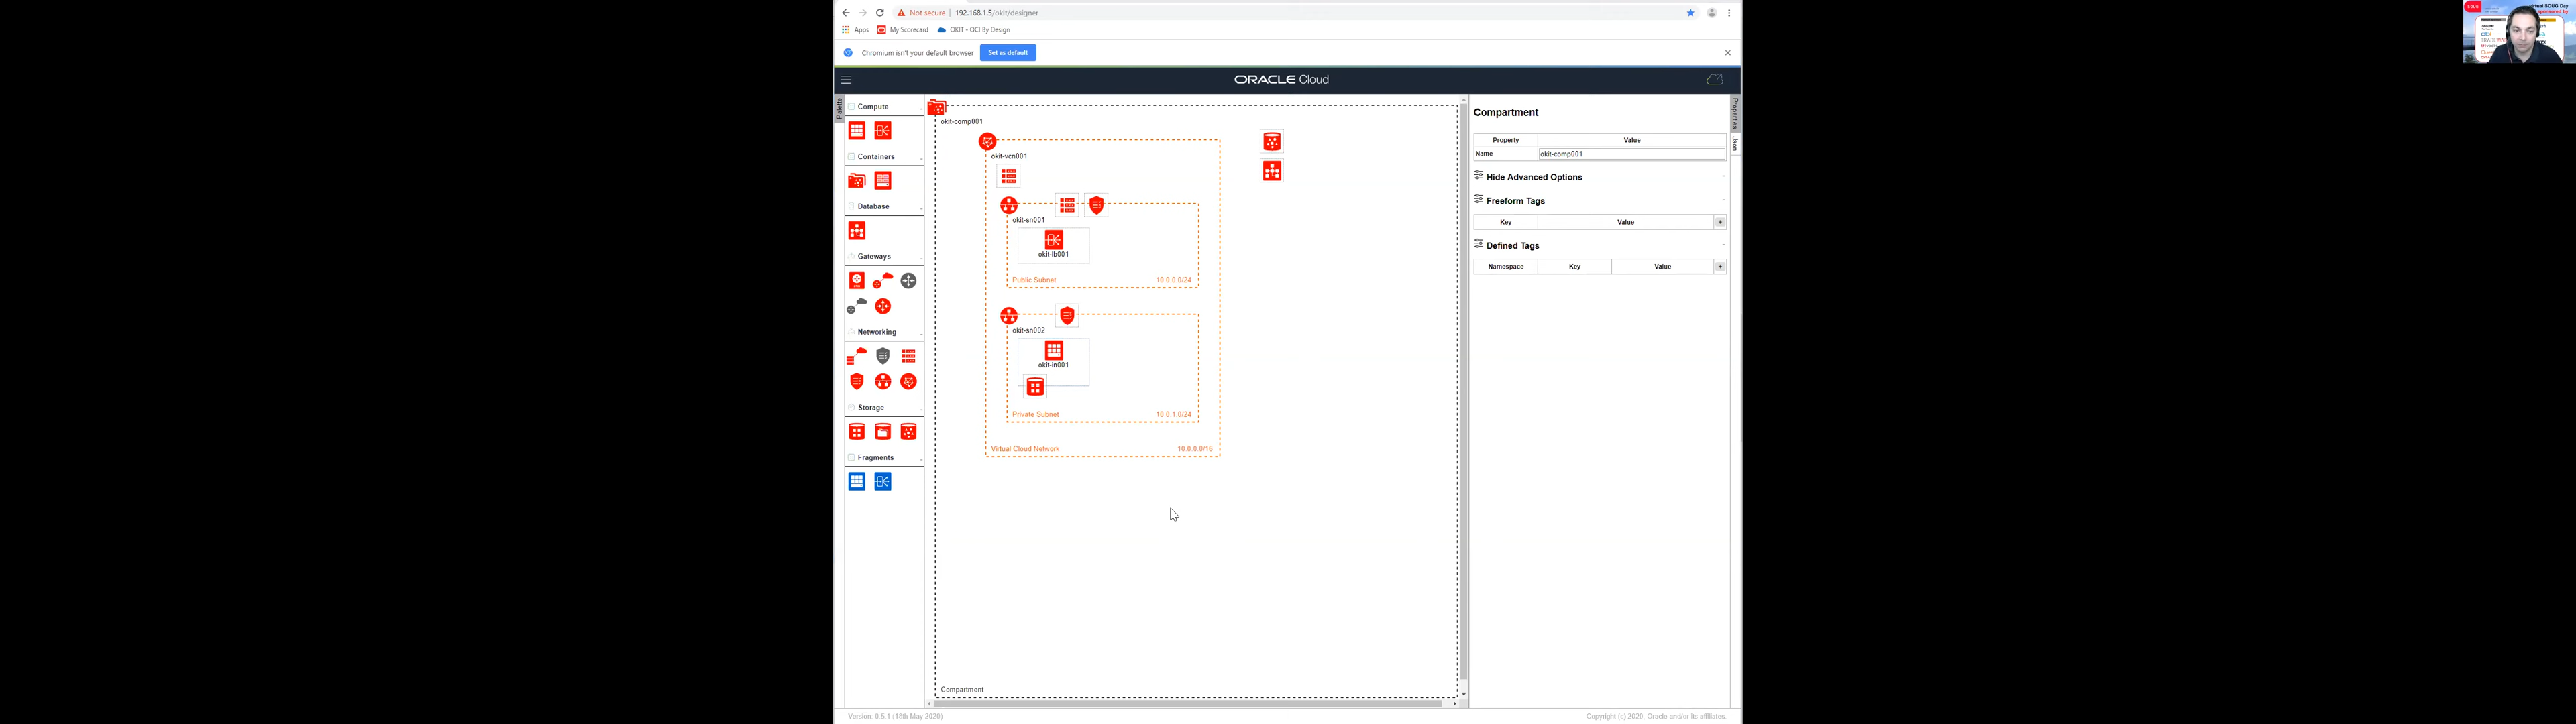 Not secure 192.168.1.5/okit/designer
Apps My Scorecard OKIT - OCI By Design
Chromium isn't your default browser Set as default
ORACLE Cloud
Palette
Compute
Containers
Database
Gateways
Networking
Storage
Fragments
okit-comp001
okit-vcn001
okit-sn001
okit-lb001
Public Subnet 10.0.0.0/24
okit-sn002
okit-in001
Private Subnet 10.0.1.0/24
Virtual Cloud Network 10.0.0.0/16
Compartment
Compartment
Property Value
Name okit-comp001
Hide Advanced Options
Freeform Tags
Key Value +
Defined Tags
Namespace Key Value +
Properties
Json
Version: 0.5.1 (18th May 2020)
Copyright (c) 2020, Oracle and/or its affiliates.